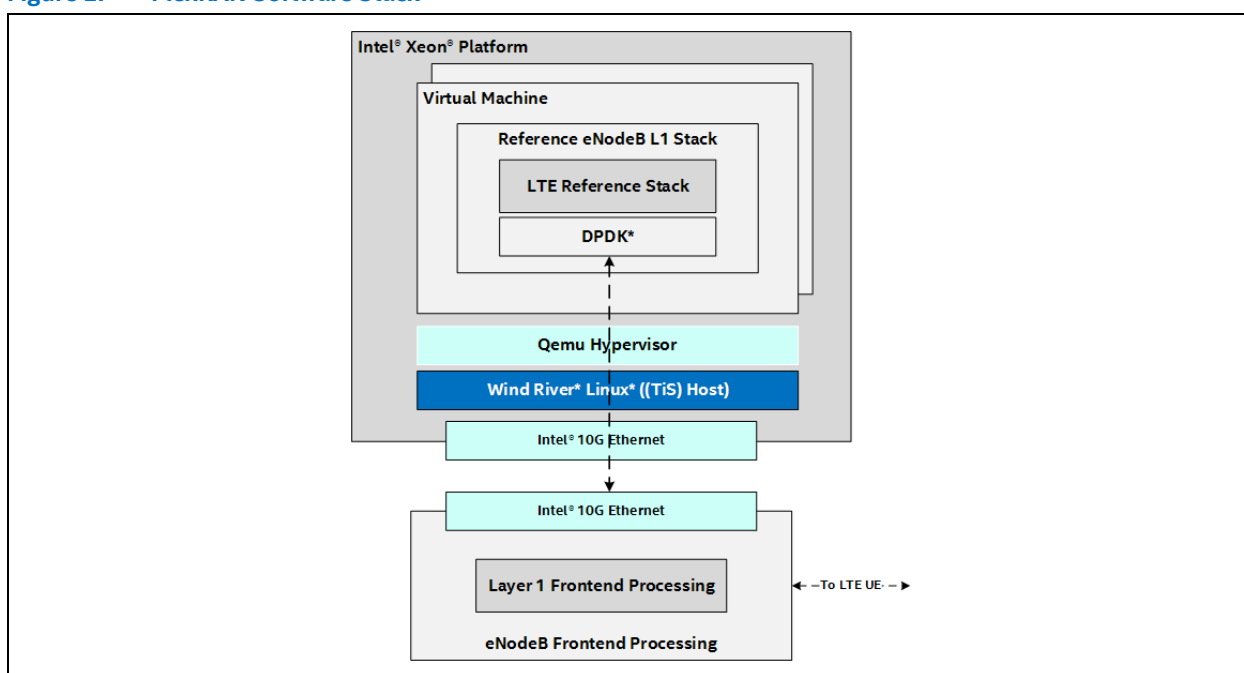 Intel® Xeon® Platform
Virtual Machine
Reference eNodeB L1 Stack
LTE Reference Stack
DPDK*
Qemu Hypervisor
Wind River* Linux* ((TiS) Host)
Intel® 10G Ethernet
Intel® 10G Ethernet
Layer 1 Frontend Processing
To LTE UE
eNodeB Frontend Processing